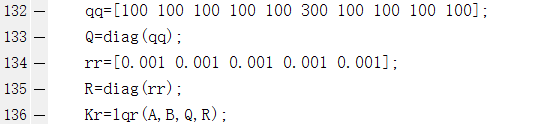 132 — qq=[100 100 100 100 100 300 100 100 100 100];
133 — Q=diag(qq);
134 — rr=[0.001 0.001 0.001 0.001 0.001];
135 — R=diag(rr);
136 — Kr=lqr(A,B,Q,R);